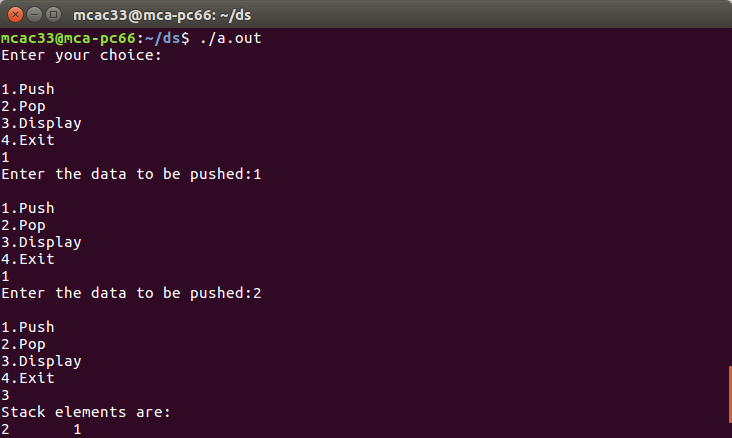 mcac33@mca-pc66: ~/ds
mcac33@mca-pc66:~/ds$ ./a.out
Enter your choice:
1.Push
2.Pop
3.Display
4.Exit
1
Enter the data to be pushed:1
1.Push
2.Pop
3.Display
4.Exit
1
Enter the data to be pushed:2
1.Push
2.Pop
3.Display
4.Exit
3
Stack elements are:
2 1